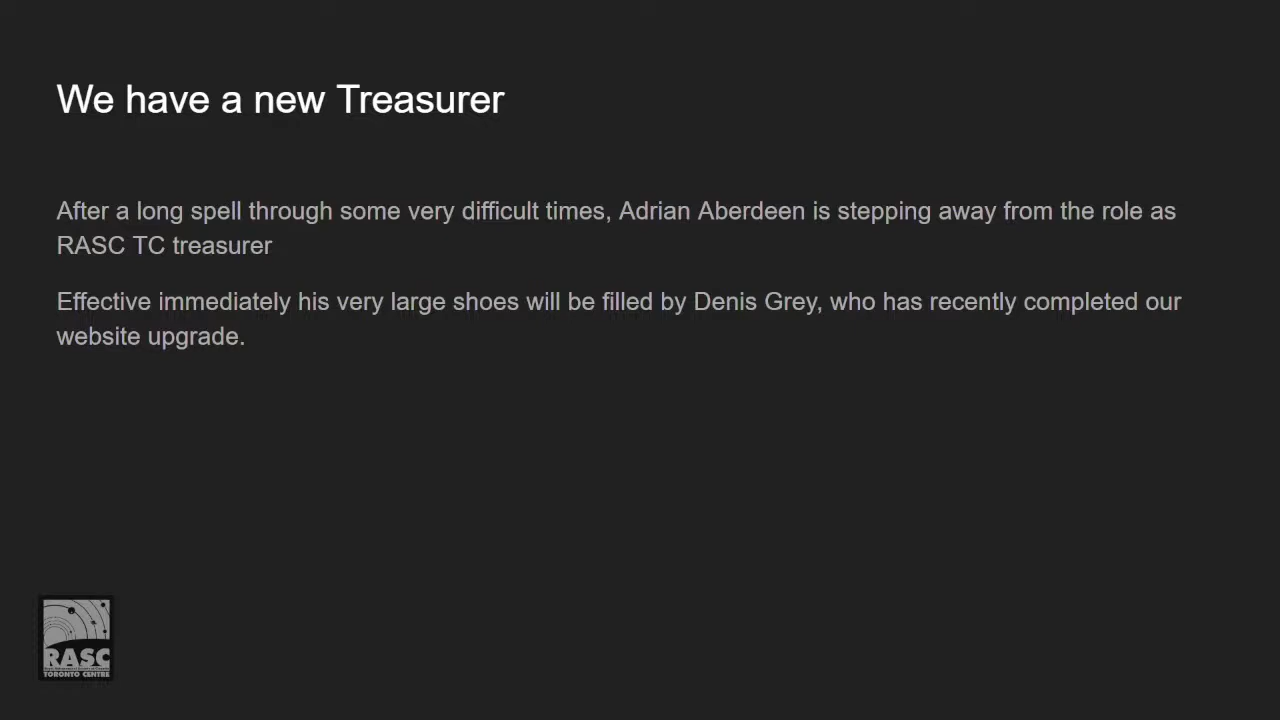 We have a new Treasurer
After a long spell through some very difficult times, Adrian Aberdeen is stepping away from the role as
RASC TC treasurer
Effective immediately his very large shoes will be filled by Denis Grey, who has recently completed our
website upgrade.
RASC
TORONTO CENTRE